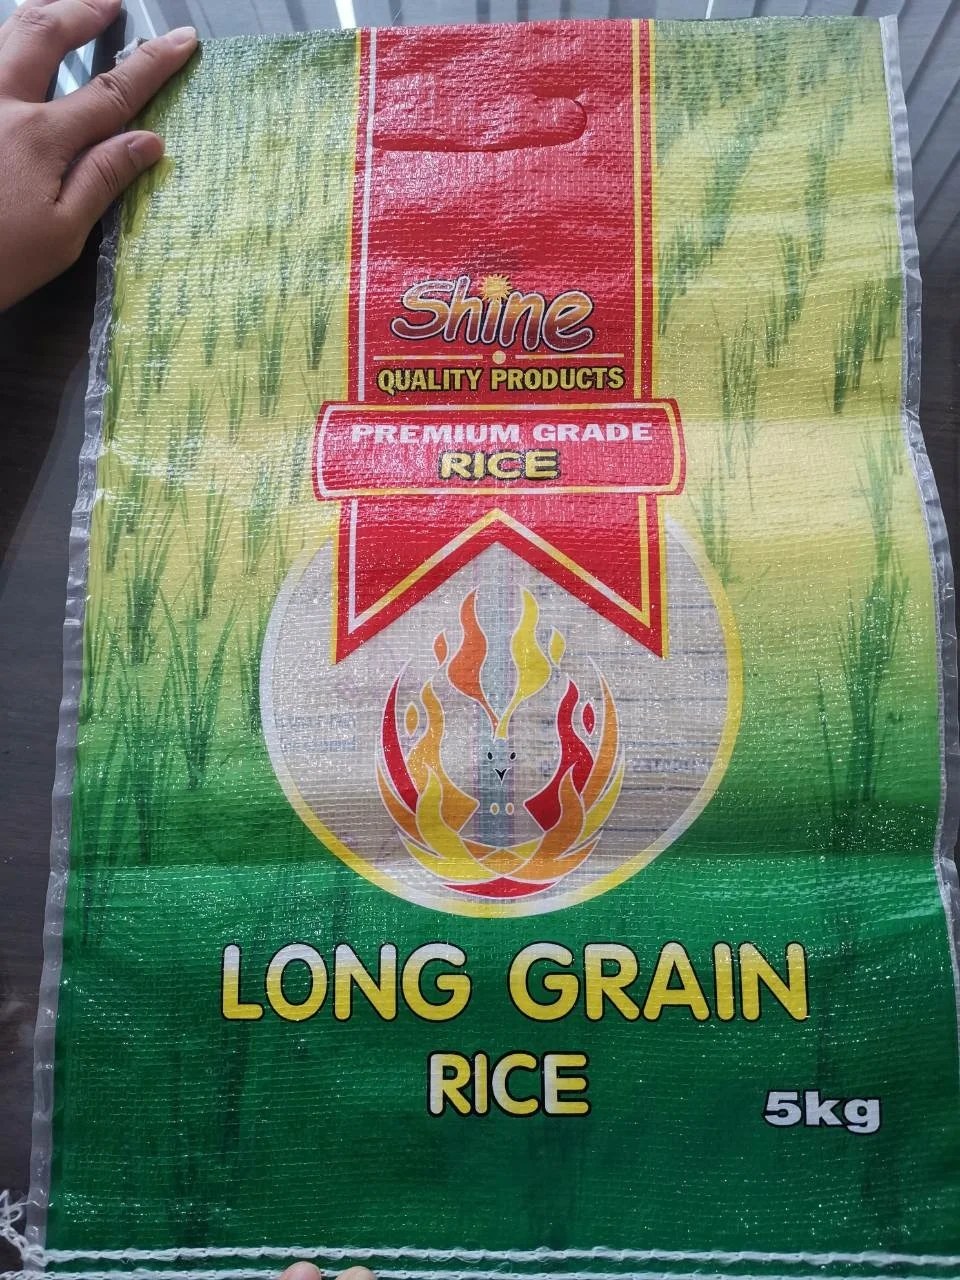 Shine
QUALITY PRODUCTS
PREMIUM GRADE
RICE
LONG GRAIN
RICE
5kg